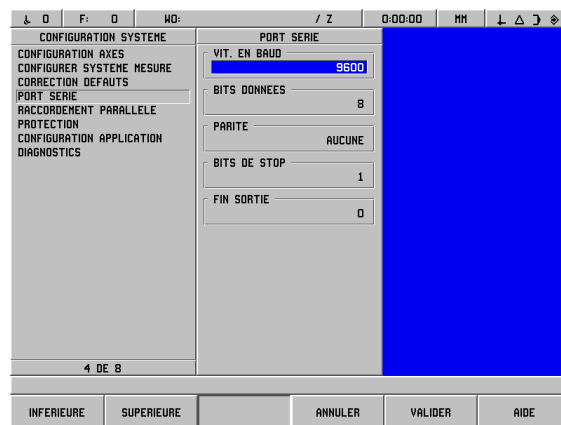 0 F: 0 WO: / Z 0:00:00 MM
CONFIGURATION SYSTEME
CONFIGURATION AXES
CONFIGURER SYSTEME MESURE
CORRECTION DEFAUTS
PORT SERIE
RACCORDEMENT PARALLELE
PROTECTION
CONFIGURATION APPLICATION
DIAGNOSTICS
4 DE 8
PORT SERIE
VIT. EN BAUD
9600
BITS DONNEES
8
PARITE
AUCUNE
BITS DE STOP
1
FIN SORTIE
0
INFERIEURE SUPERIEURE ANNULER VALIDER AIDE